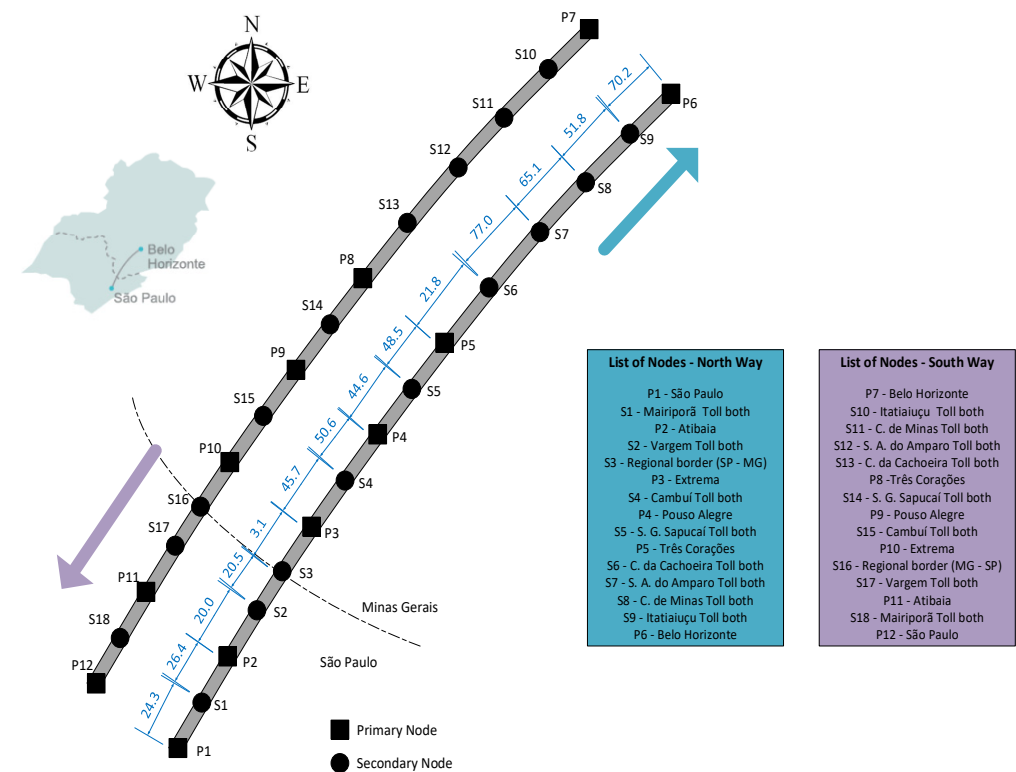 N
W
E
S
Belo
Horizonte
São Paulo
P7
S10
S11
S12
S13
P8
S14
P9
S15
P10
S16
S17
P11
S18
P12
70.2
51.8
65.1
77.0
21.8
48.5
44.6
50.6
45.7
3.1
20.5
20.0
26.4
24.3
P6
S9
S8
S7
S6
P5
S5
P4
S4
P3
S3
S2
P2
S1
P1
Minas Gerais
São Paulo
Primary Node
Secondary Node
List of Nodes - North Way
P1 - São Paulo
S1 - Mairiporã Toll both
P2 - Atibaia
S2 - Vargem Toll both
S3 - Regional border (SP - MG)
P3 - Extrema
S4 - Cambuí Toll both
P4 - Pouso Alegre
S5 - S. G. Sapucaí Toll both
P5 - Três Corações
S6 - C. da Cachoeira Toll both
S7 - S. A. do Amparo Toll both
S8 - C. de Minas Toll both
S9 - Itatiaiuçu Toll both
P6 - Belo Horizonte
List of Nodes - South Way
P7 - Belo Horizonte
S10 - Itatiaiuçu Toll both
S11 - C. de Minas Toll both
S12 - S. A. do Amparo Toll both
S13 - C. da Cachoeira Toll both
P8 -Três Corações
S14 - S. G. Sapucaí Toll both
P9 - Pouso Alegre
S15 - Cambuí Toll both
P10 - Extrema
S16 - Regional border (MG - SP)
S17 - Vargem Toll both
P11 - Atibaia
S18 - Mairiporã Toll both
P12 - São Paulo